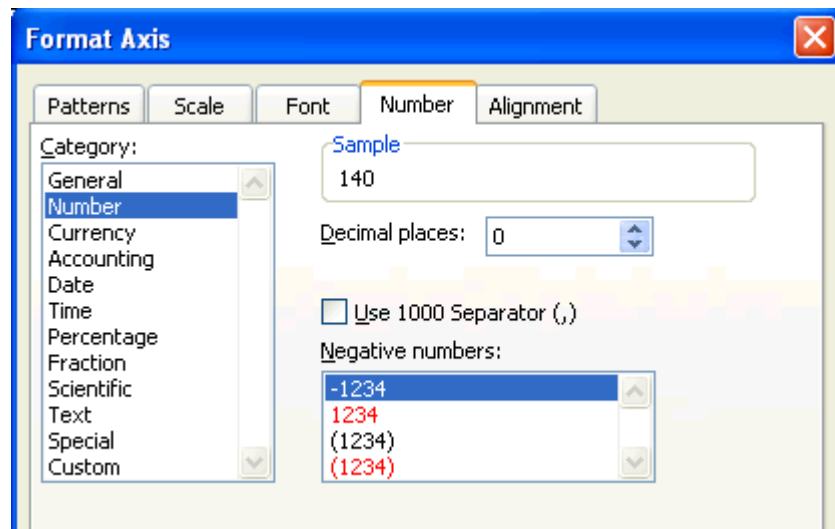 Format Axis
Patterns Scale Font Number Alignment
Category:
General
Number
Currency
Accounting
Date
Time
Percentage
Fraction
Scientific
Text
Special
Custom
Sample
140
Decimal places: 0
Use 1000 Separator (,)
Negative numbers:
-1234
1234
(1234)
(1234)